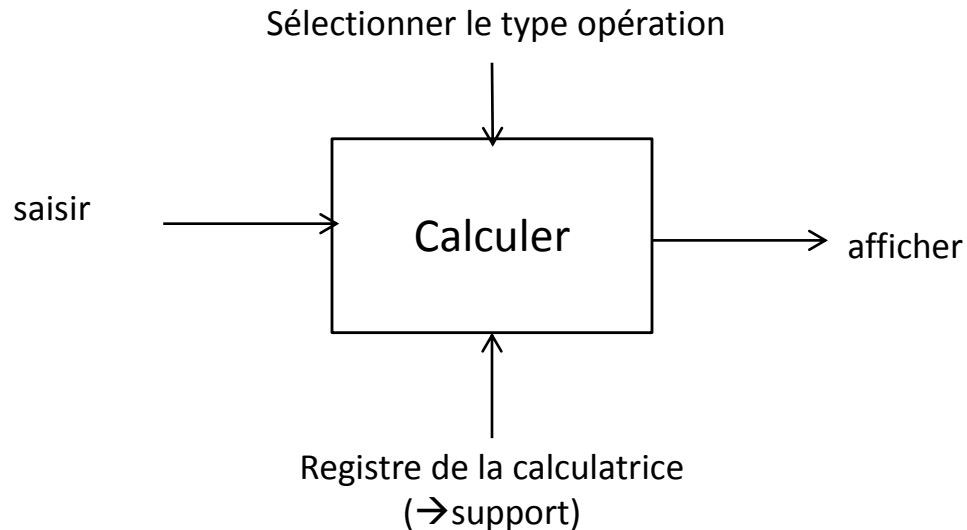 Sélectionner le type opération
saisir
Calculer
afficher
Registre de la calculatrice
(→support)